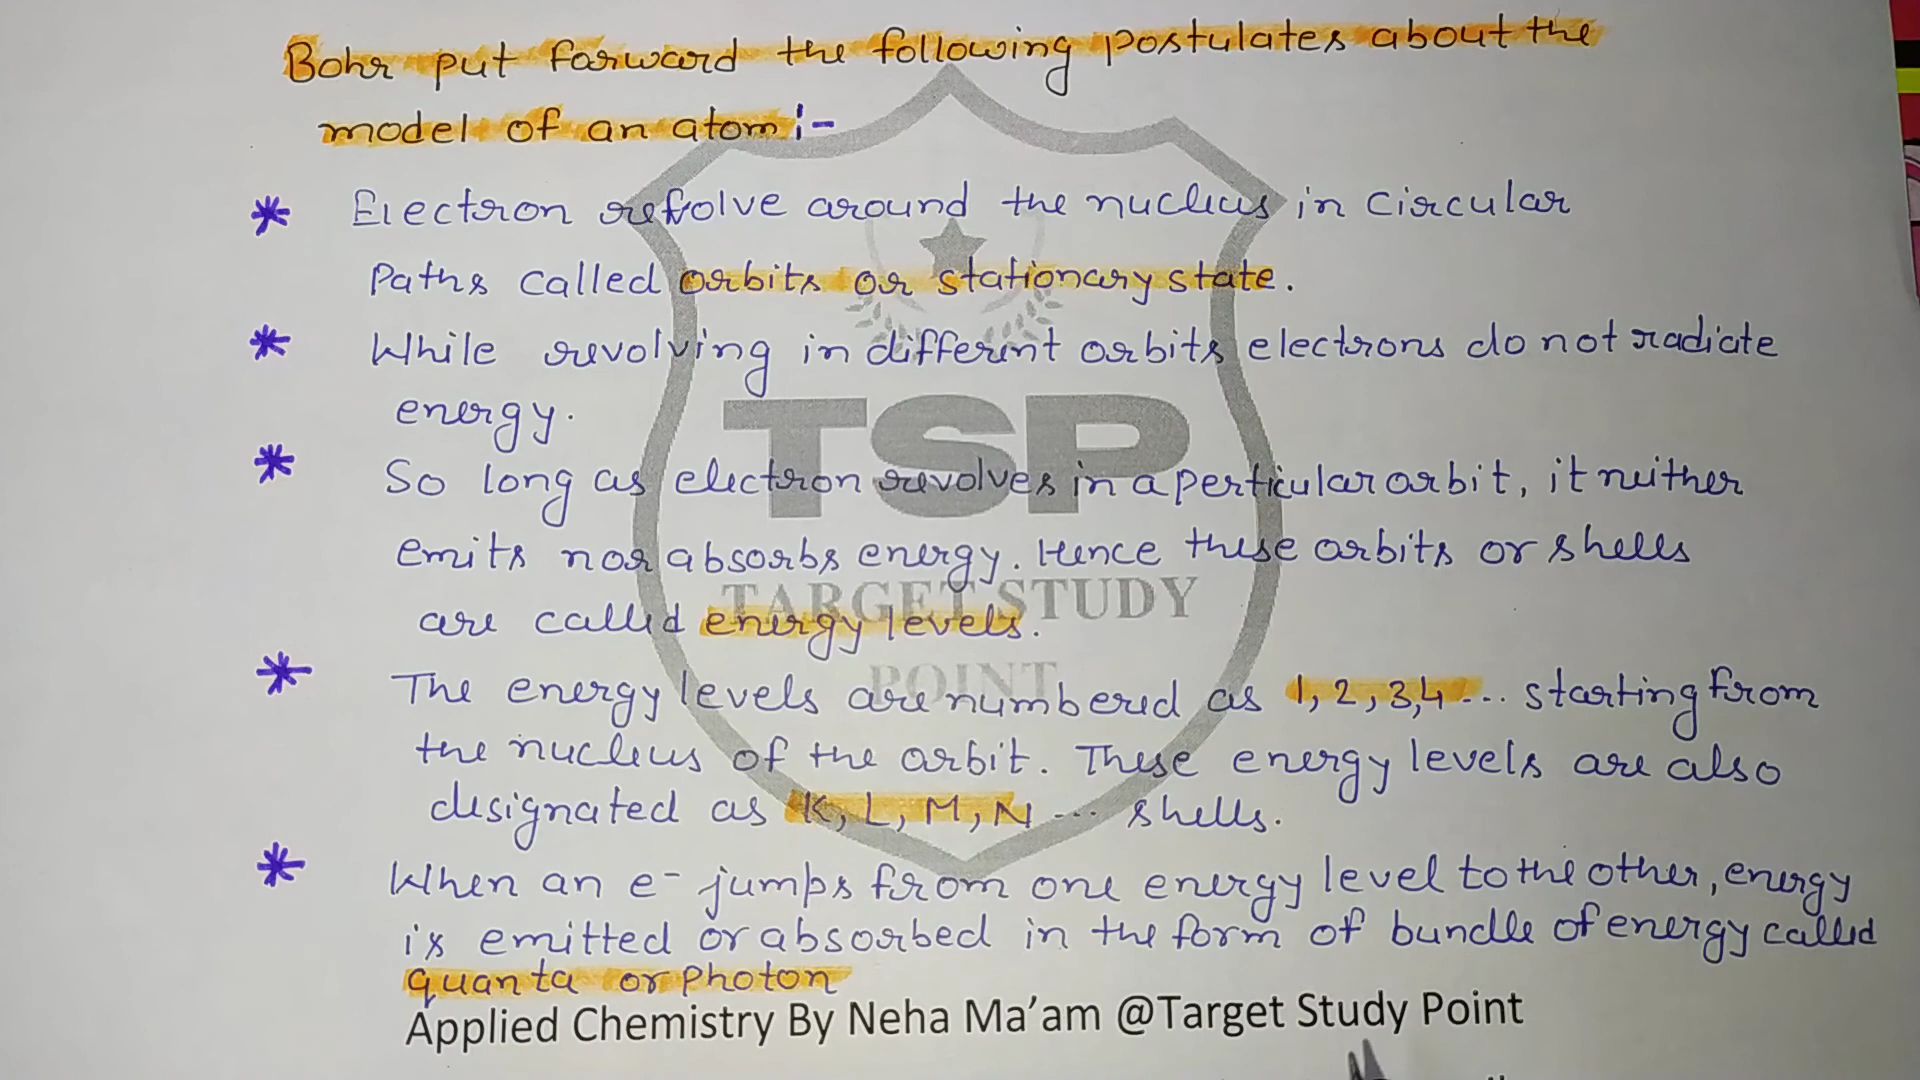 Bohr put forward the following postulates about the
model of an atom :-
* Electron refolve around the nucleus in circular
Paths called orbits or stationary state.
* While revolving in different orbits electrons do not radiate
energy.
* So long as electron revolves in a perticular orbit, it neither
emits nor absorbs energy. Hence these orbits or shells
are called energy levels.
* The energy levels are numbered as 1, 2, 3, 4 ... starting from
the nucleus of the orbit. These energy levels are also
designated as K, L, M, N ... shells.
* When an e- jumps from one energy level to the other, energy
is emitted or absorbed in the form of bundle of energy called
quanta or photon
TSP
TARGET STUDY
POINT
Applied Chemistry By Neha Ma'am @Target Study Point